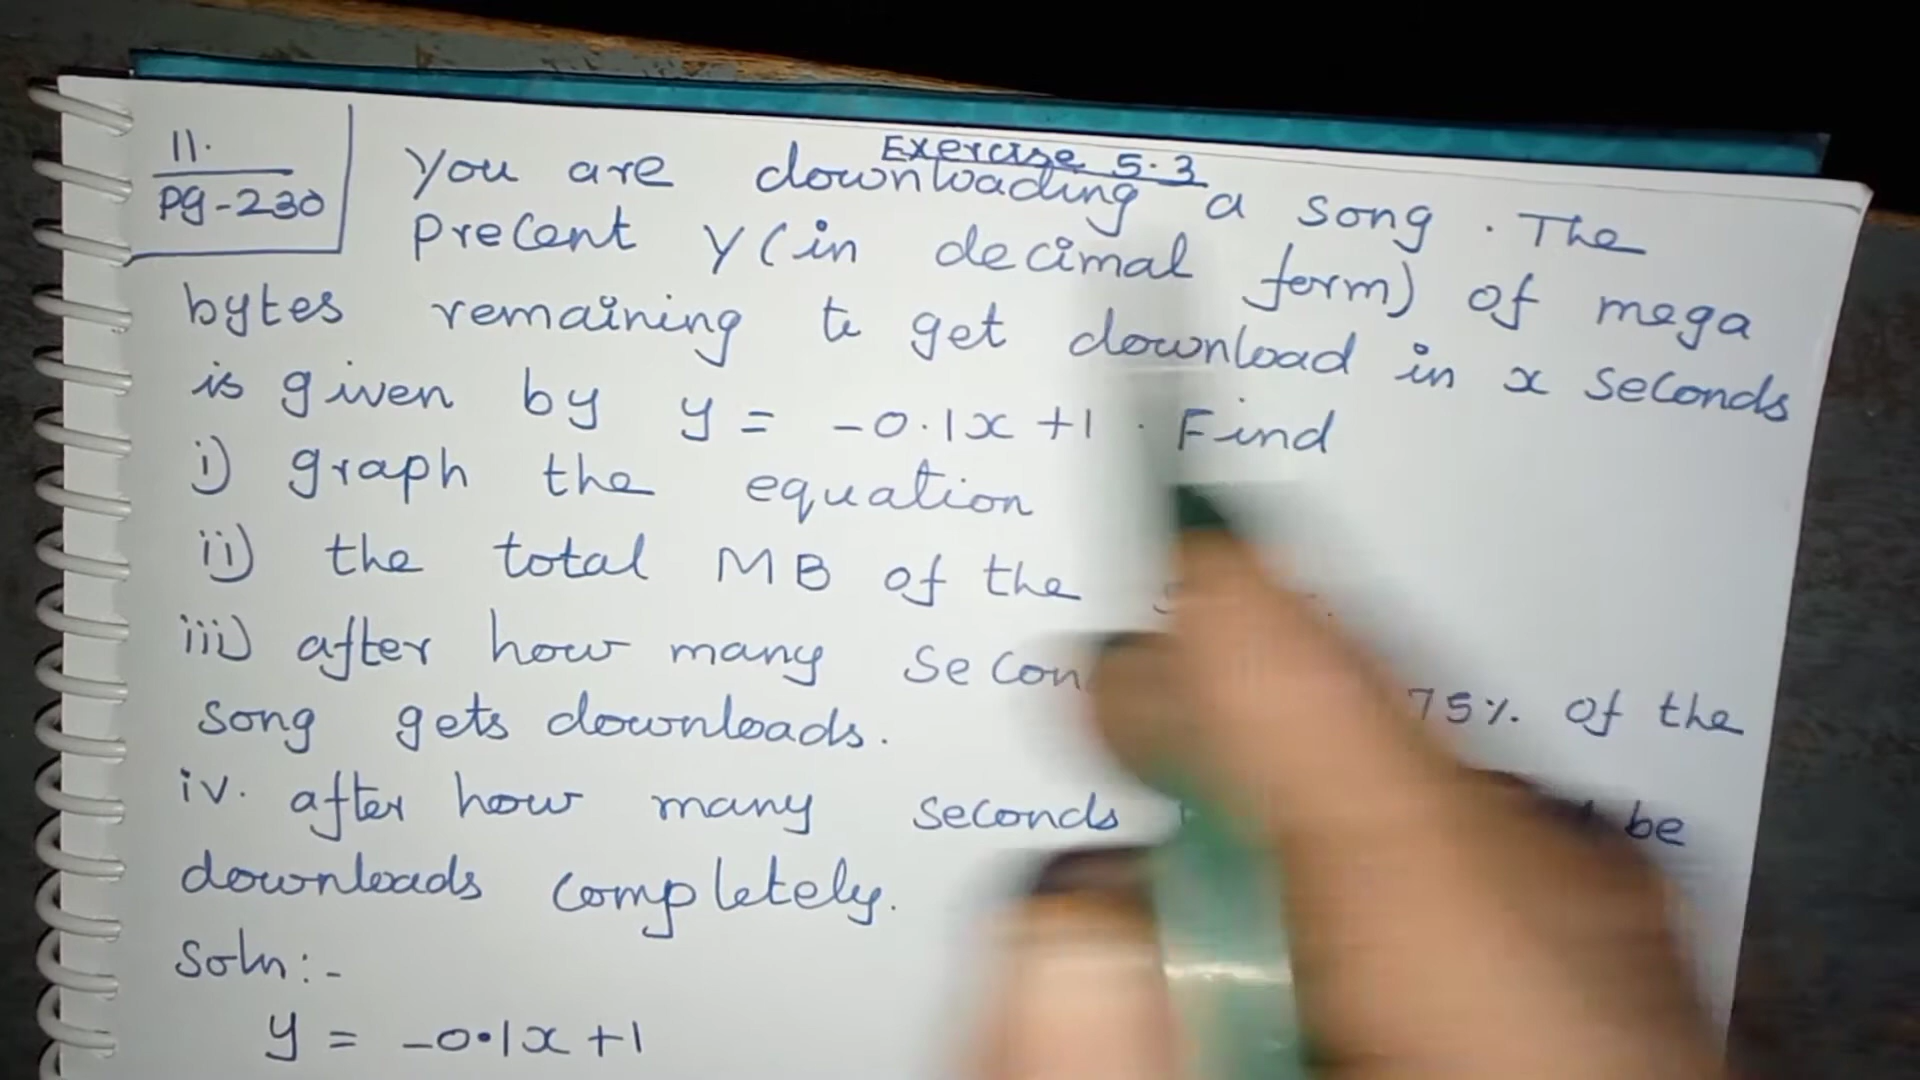 Exercise 5.3
11.
Pg-230
You are downloading a song. The
precent y (in decimal form) of mega
bytes remaining to get download in x seconds
is given by y = -0.1x +1. Find
i) graph the equation
ii) the total MB of the
iii) after how many 75% of the
song gets downloads.
iv. after how many seconds be
downloads completely.
Soln:-
y = -0.1x +1